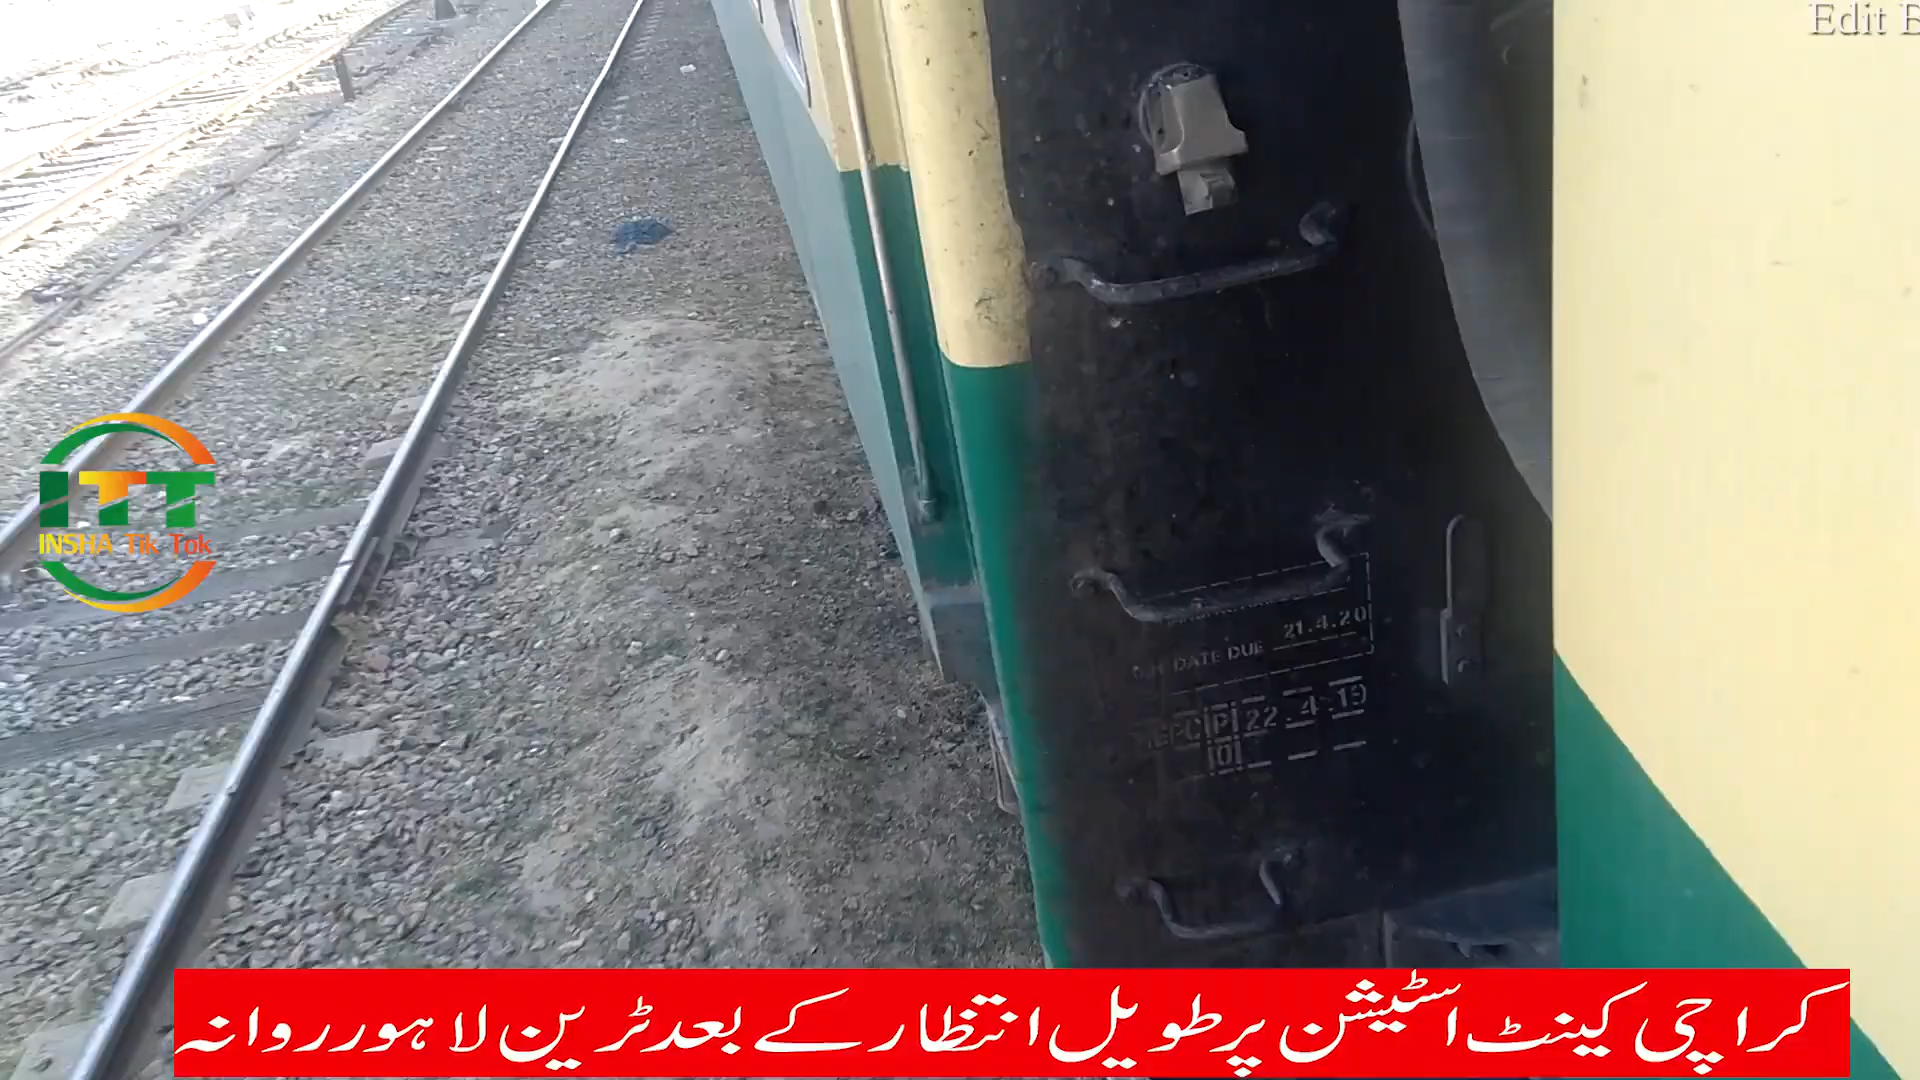 Edit B
ITT
INSHA Tik Tok
DATE DUE 21.4.20
PC P 22.4.19
O
کراچی کینٹ اسٹیشن پر طویل انتظار کے بعد ٹرین لاہور روانہ